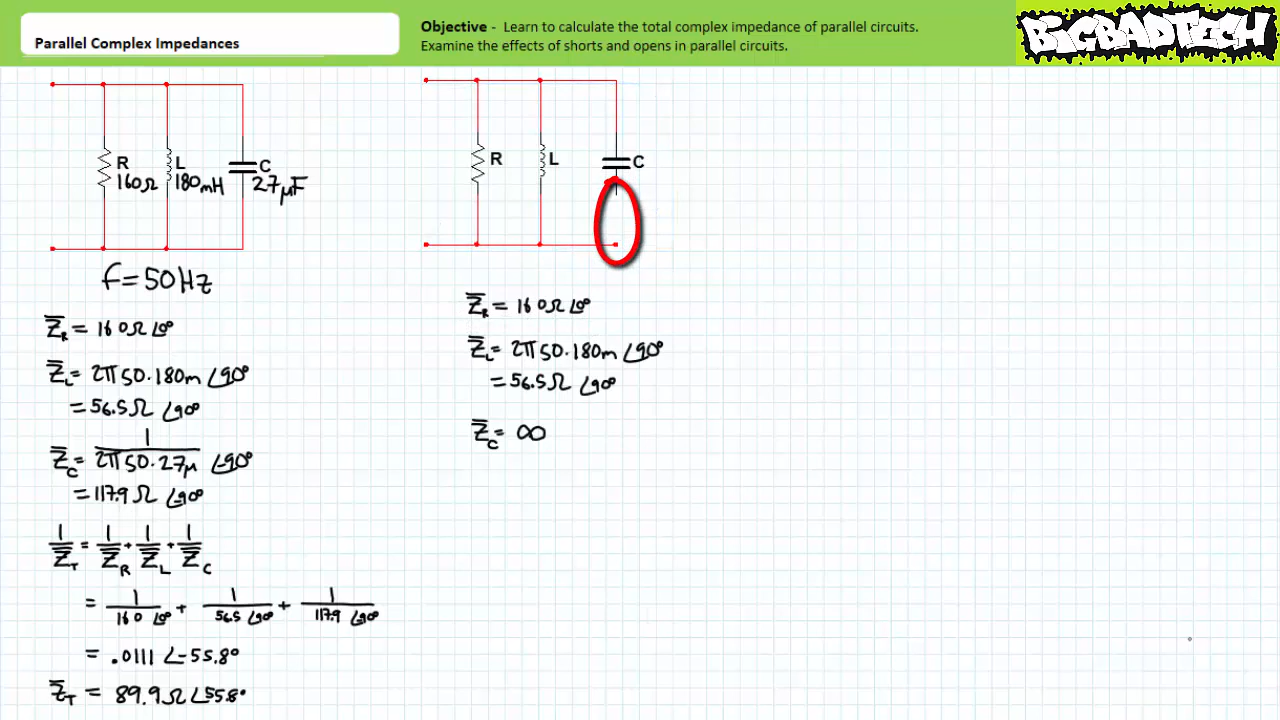 Parallel Complex Impedances
Objective - Learn to calculate the total complex impedance of parallel circuits.
Examine the effects of shorts and opens in parallel circuits.
BIGBADTECH
R
160Ω
L
180mH
C
27μF
f=50Hz
Z̅R = 160Ω ∠0°
Z̅L = 2π50·180m ∠90°
= 56.5Ω ∠90°
Z̅C = 1/(2π50·27μ) ∠-90°
= 117.9Ω ∠-90°
1/Z̅T = 1/Z̅R + 1/Z̅L + 1/Z̅C
= 1/(160 ∠0°) + 1/(56.5 ∠90°) + 1/(117.9 ∠-90°)
= .0111 ∠-55.8°
Z̅T = 89.9Ω ∠55.8°
R
L
C
Z̅R = 160Ω ∠0°
Z̅L = 2π50·180m ∠90°
= 56.5Ω ∠90°
Z̅C = ∞